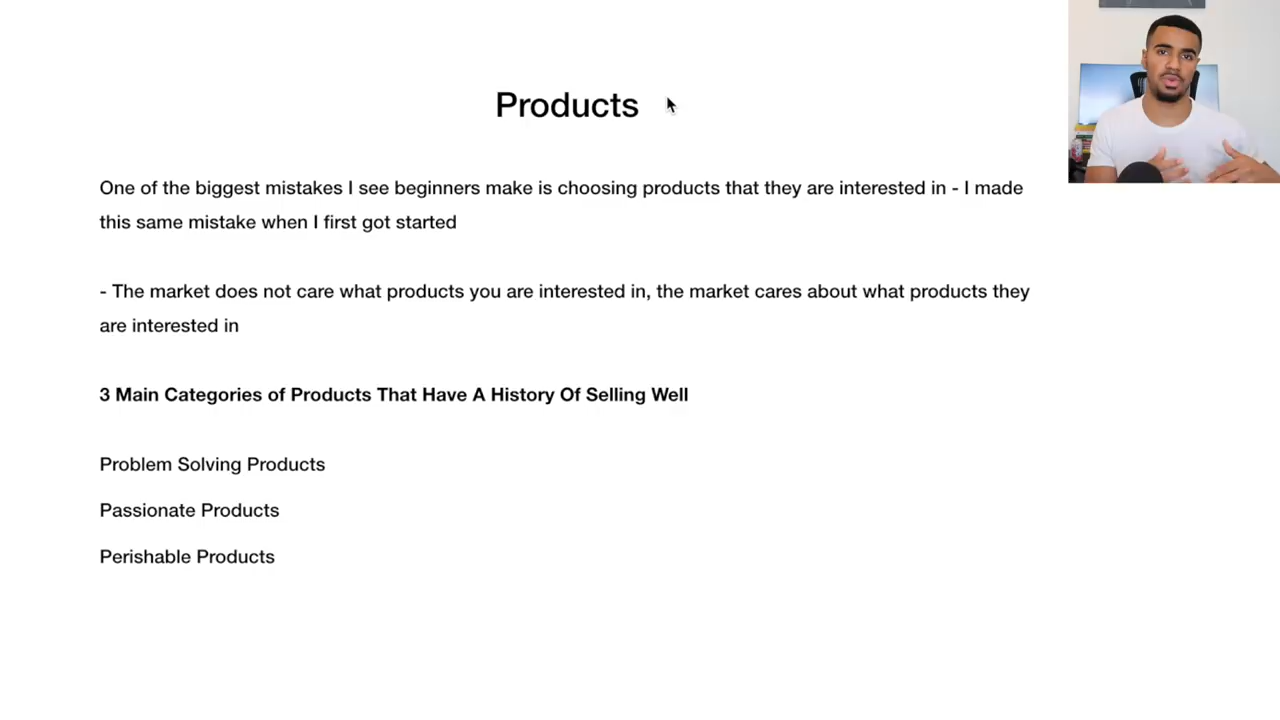 Products
One of the biggest mistakes I see beginners make is choosing products that they are interested in - I made
this same mistake when I first got started
- The market does not care what products you are interested in, the market cares about what products they
are interested in
3 Main Categories of Products That Have A History Of Selling Well
Problem Solving Products
Passionate Products
Perishable Products